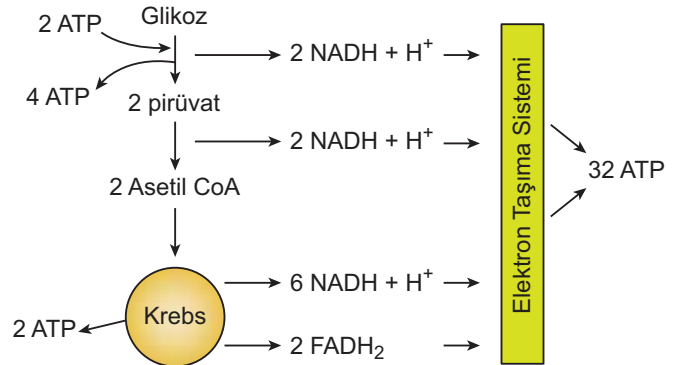 Glikoz
2 ATP
2 NADH + H⁺
4 ATP
2 pirüvat
2 NADH + H⁺
32 ATP
2 Asetil CoA
Elektron Taşıma Sistemi
6 NADH + H⁺
Krebs
2 ATP
2 FADH₂